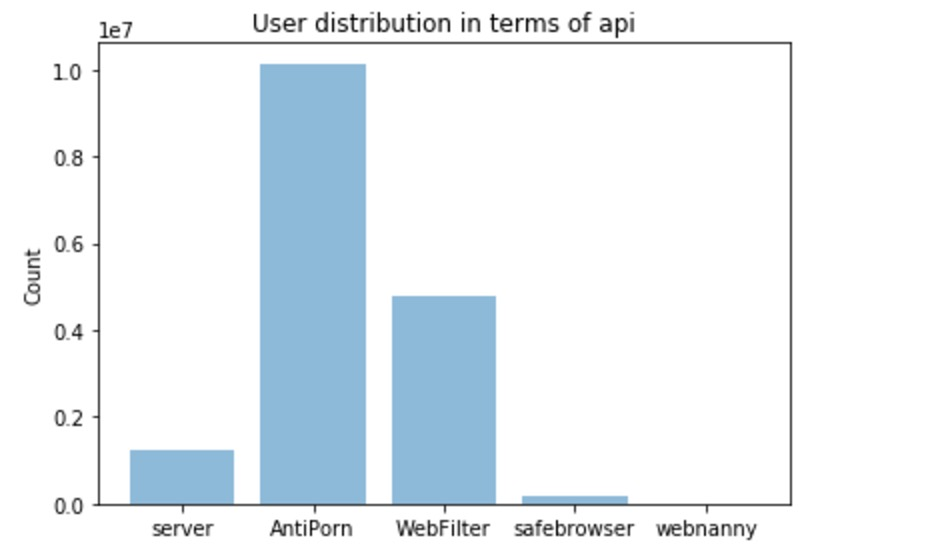 User distribution in terms of api
1e7
1.0
0.8
0.6
0.4
0.2
0.0
Count
server AntiPorn WebFilter safebrowser webnanny